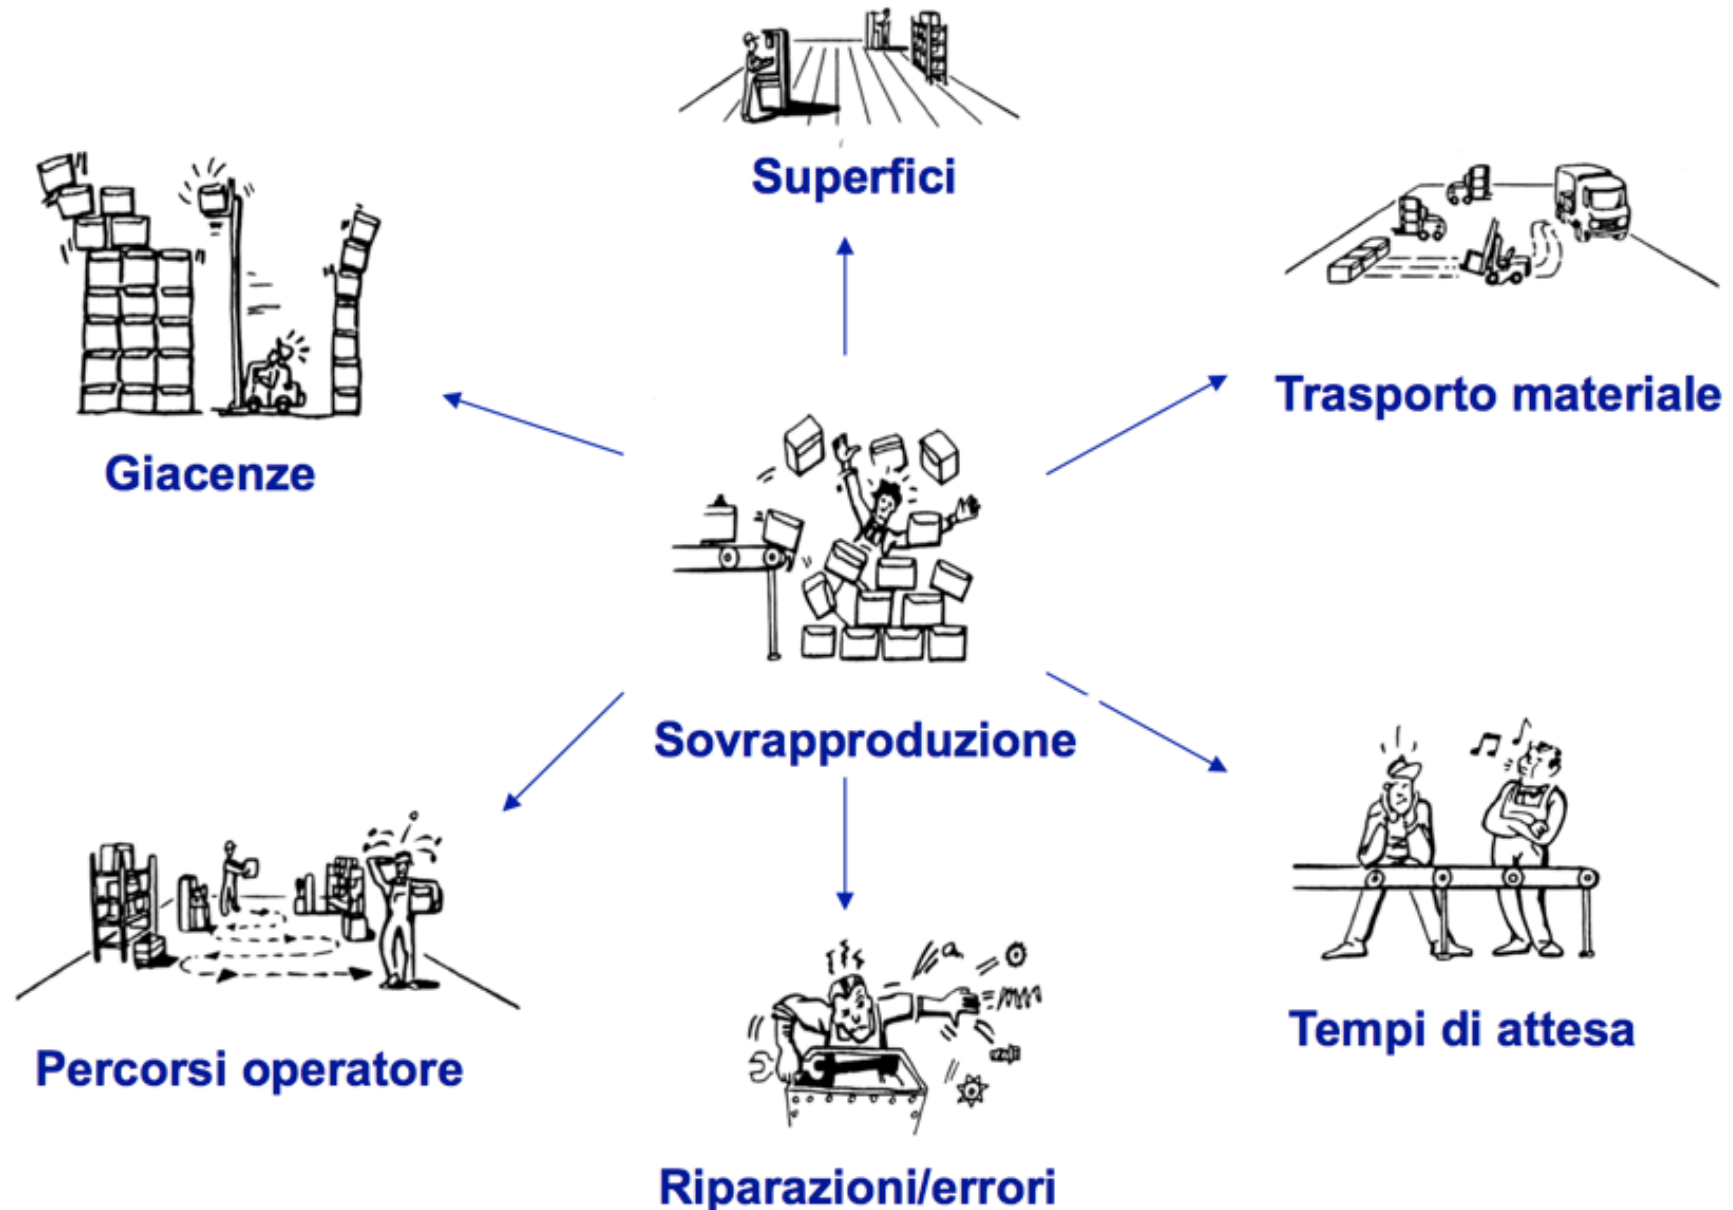 Superfici
Giacenze
Trasporto materiale
Sovrapproduzione
Percorsi operatore
Tempi di attesa
Riparazioni/errori